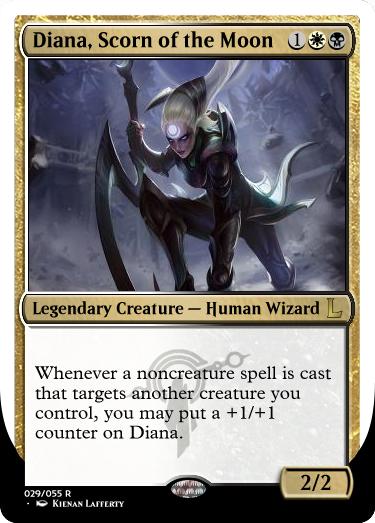 Diana, Scorn of the Moon 1
Legendary Creature — Human Wizard L
Whenever a noncreature spell is cast
that targets another creature you
control, you may put a +1/+1
counter on Diana.
2/2
029/055 R
· Kienan Lafferty